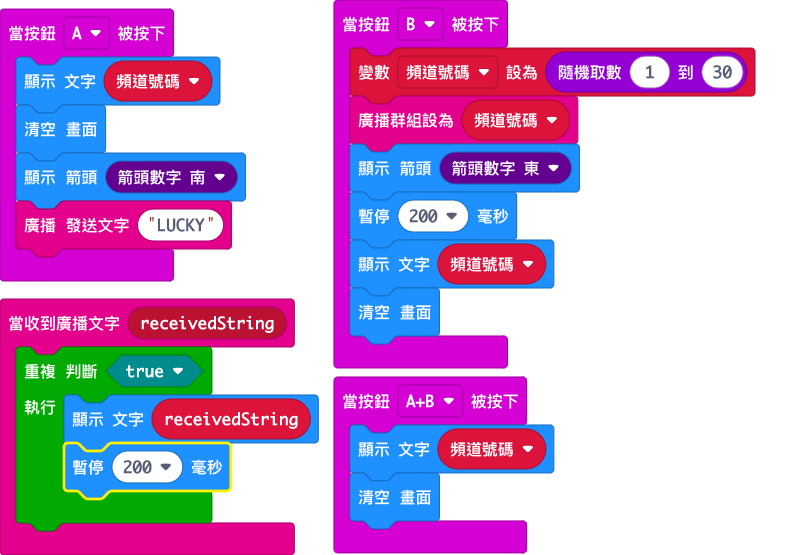 當按鈕 A 被按下
顯示 文字 頻道號碼
清空 畫面
顯示 箭頭 箭頭數字 南
廣播 發送文字 "LUCKY"
當收到廣播文字 receivedString
重複 判斷 true
執行
顯示 文字 receivedString
暫停 200 毫秒
當按鈕 B 被按下
變數 頻道號碼 設為 隨機取數 1 到 30
廣播群組設為 頻道號碼
顯示 箭頭 箭頭數字 東
暫停 200 毫秒
顯示 文字 頻道號碼
清空 畫面
當按鈕 A+B 被按下
顯示 文字 頻道號碼
清空 畫面